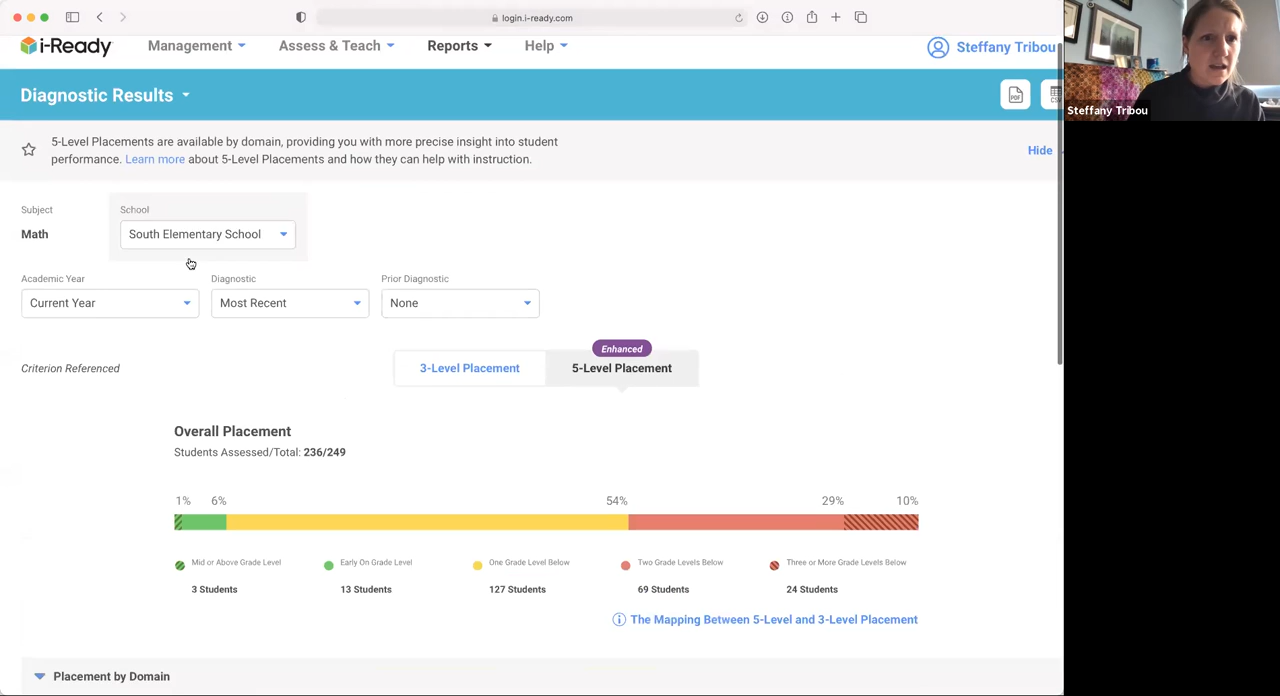 login.i-ready.com
i-Ready
Management
Assess & Teach
Reports
Help
Steffany Tribou
Steffany Tribou
Diagnostic Results
PDF
CSV
5-Level Placements are available by domain, providing you with more precise insight into student
performance. Learn more about 5-Level Placements and how they can help with instruction.
Hide
Subject
School
Math
South Elementary School
Academic Year
Diagnostic
Prior Diagnostic
Current Year
Most Recent
None
Enhanced
Criterion Referenced
3-Level Placement
5-Level Placement
Overall Placement
Students Assessed/Total: 236/249
1% 6% 54% 29% 10%
Mid or Above Grade Level
Early On Grade Level
One Grade Level Below
Two Grade Levels Below
Three or More Grade Levels Below
3 Students
13 Students
127 Students
69 Students
24 Students
The Mapping Between 5-Level and 3-Level Placement
Placement by Domain